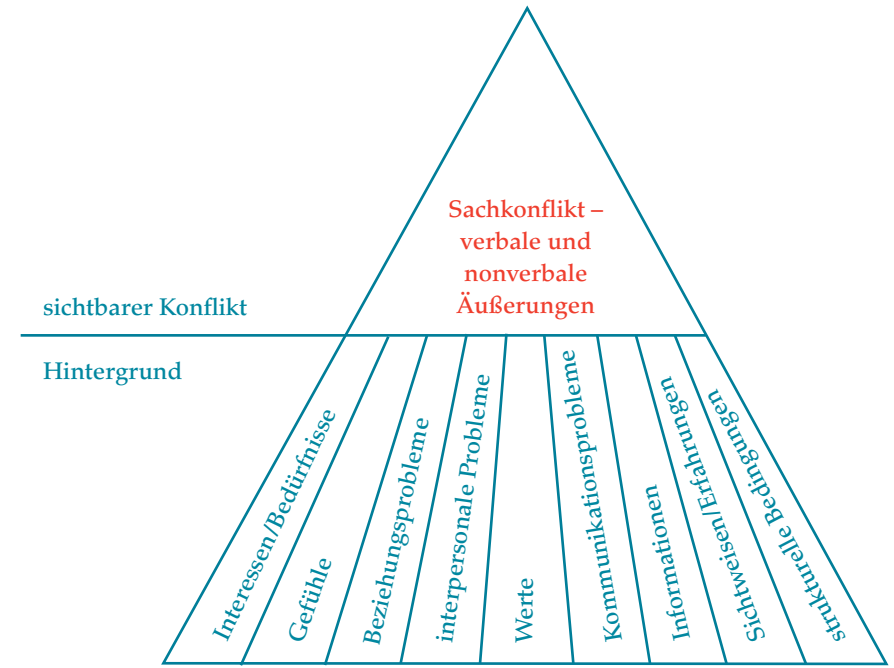 Sachkonflikt –
verbale und
nonverbale
Äußerungen
sichtbarer Konflikt
Hintergrund
Interessen/Bedürfnisse
Gefühle
Beziehungsprobleme
interpersonale Probleme
Werte
Kommunikationsprobleme
Informationen
Sichtweisen/Erfahrungen
strukturelle Bedingungen